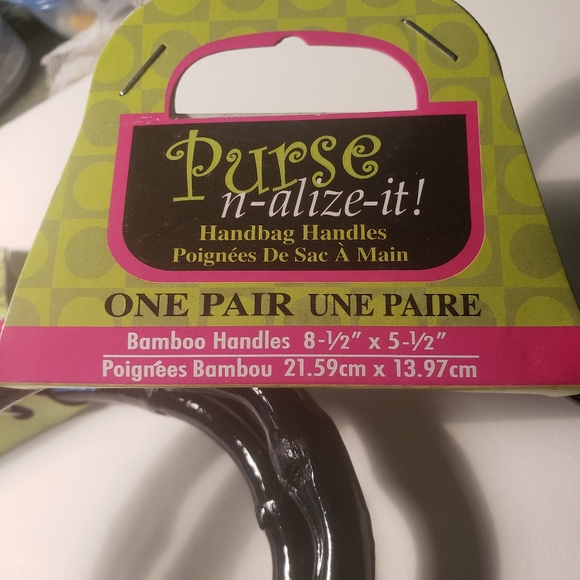 Purse
n-alize-it!
Handbag Handles
Poignées De Sac À Main
ONE PAIR UNE PAIRE
Bamboo Handles 8-1/2" x 5-1/2"
Poignées Bambou 21.59cm x 13.97cm